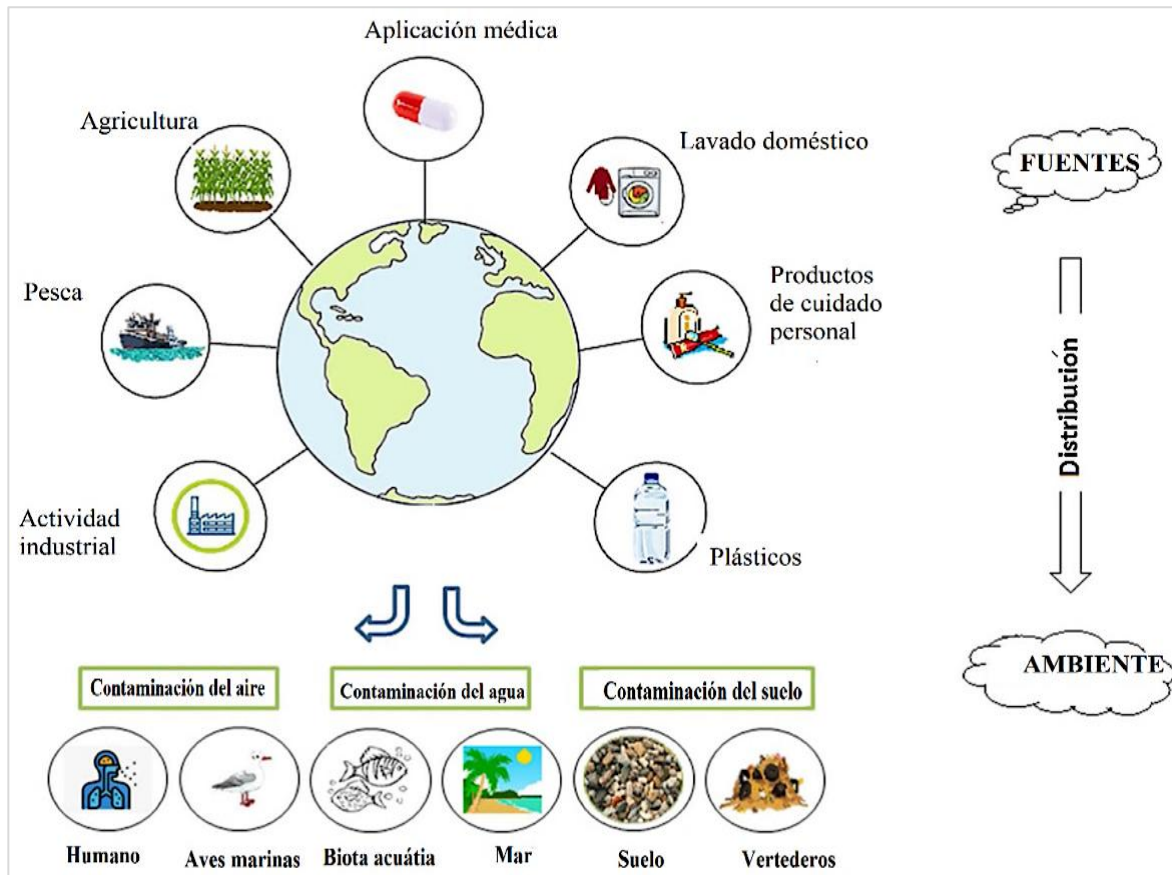 Aplicación médica
Agricultura
Lavado doméstico
FUENTES
Pesca
Productos
de cuidado
personal
Distributión
Actividad
industrial
Plásticos
AMBIENTE
Contaminación del aire
Contaminación del agua
Contaminación del suelo
Humano
Aves marinas
Biota acuátia
Mar
Suelo
Vertederos